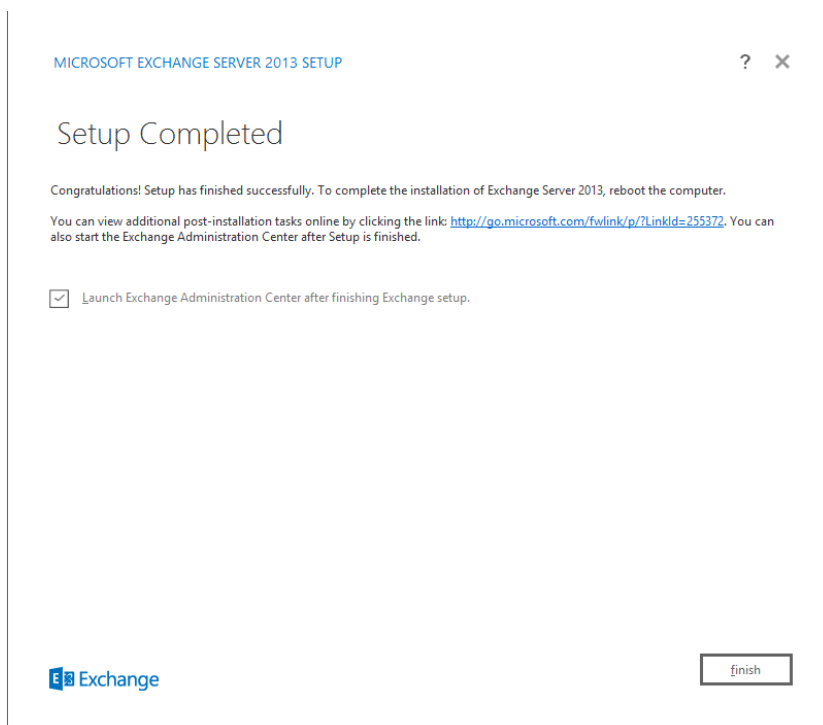 MICROSOFT EXCHANGE SERVER 2013 SETUP
? ×
Setup Completed
Congratulations! Setup has finished successfully. To complete the installation of Exchange Server 2013, reboot the computer.
You can view additional post-installation tasks online by clicking the link: http://go.microsoft.com/fwlink/p/?LinkId=255372. You can
also start the Exchange Administration Center after Setup is finished.
Launch Exchange Administration Center after finishing Exchange setup.
Exchange
finish